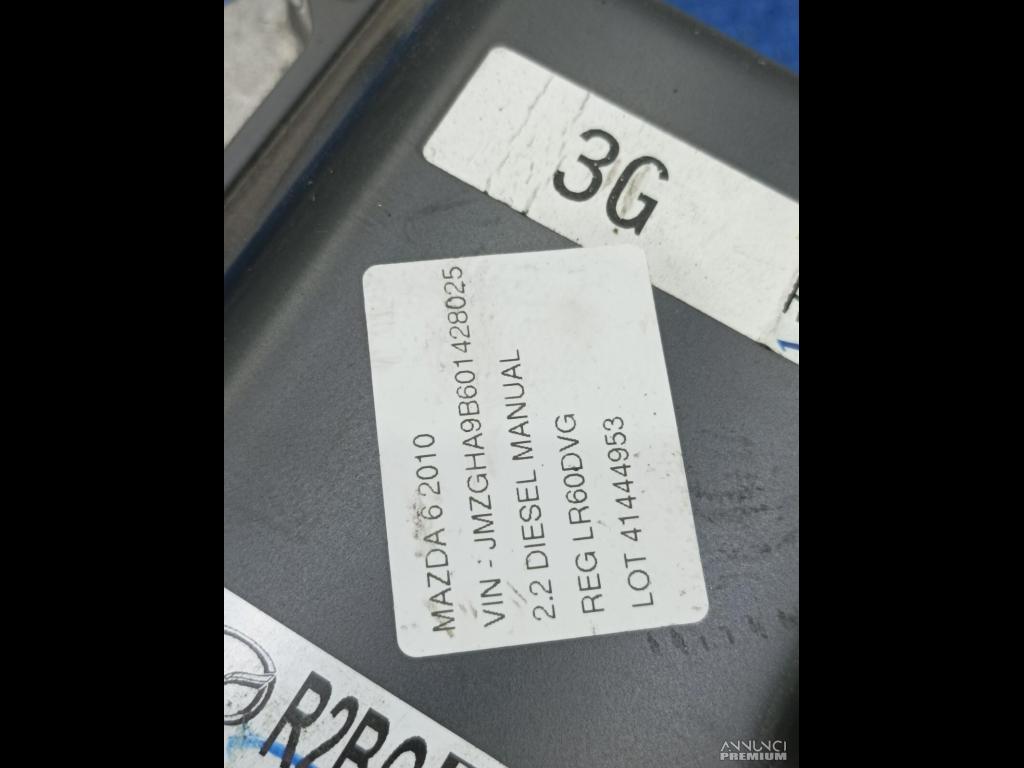 3G
MAZDA 6 2010
VIN - JMZGHA9B601428025
2.2 DIESEL MANUAL
REG LR60DVG
LOT 41444953
ANNUNCI
PREMIUM